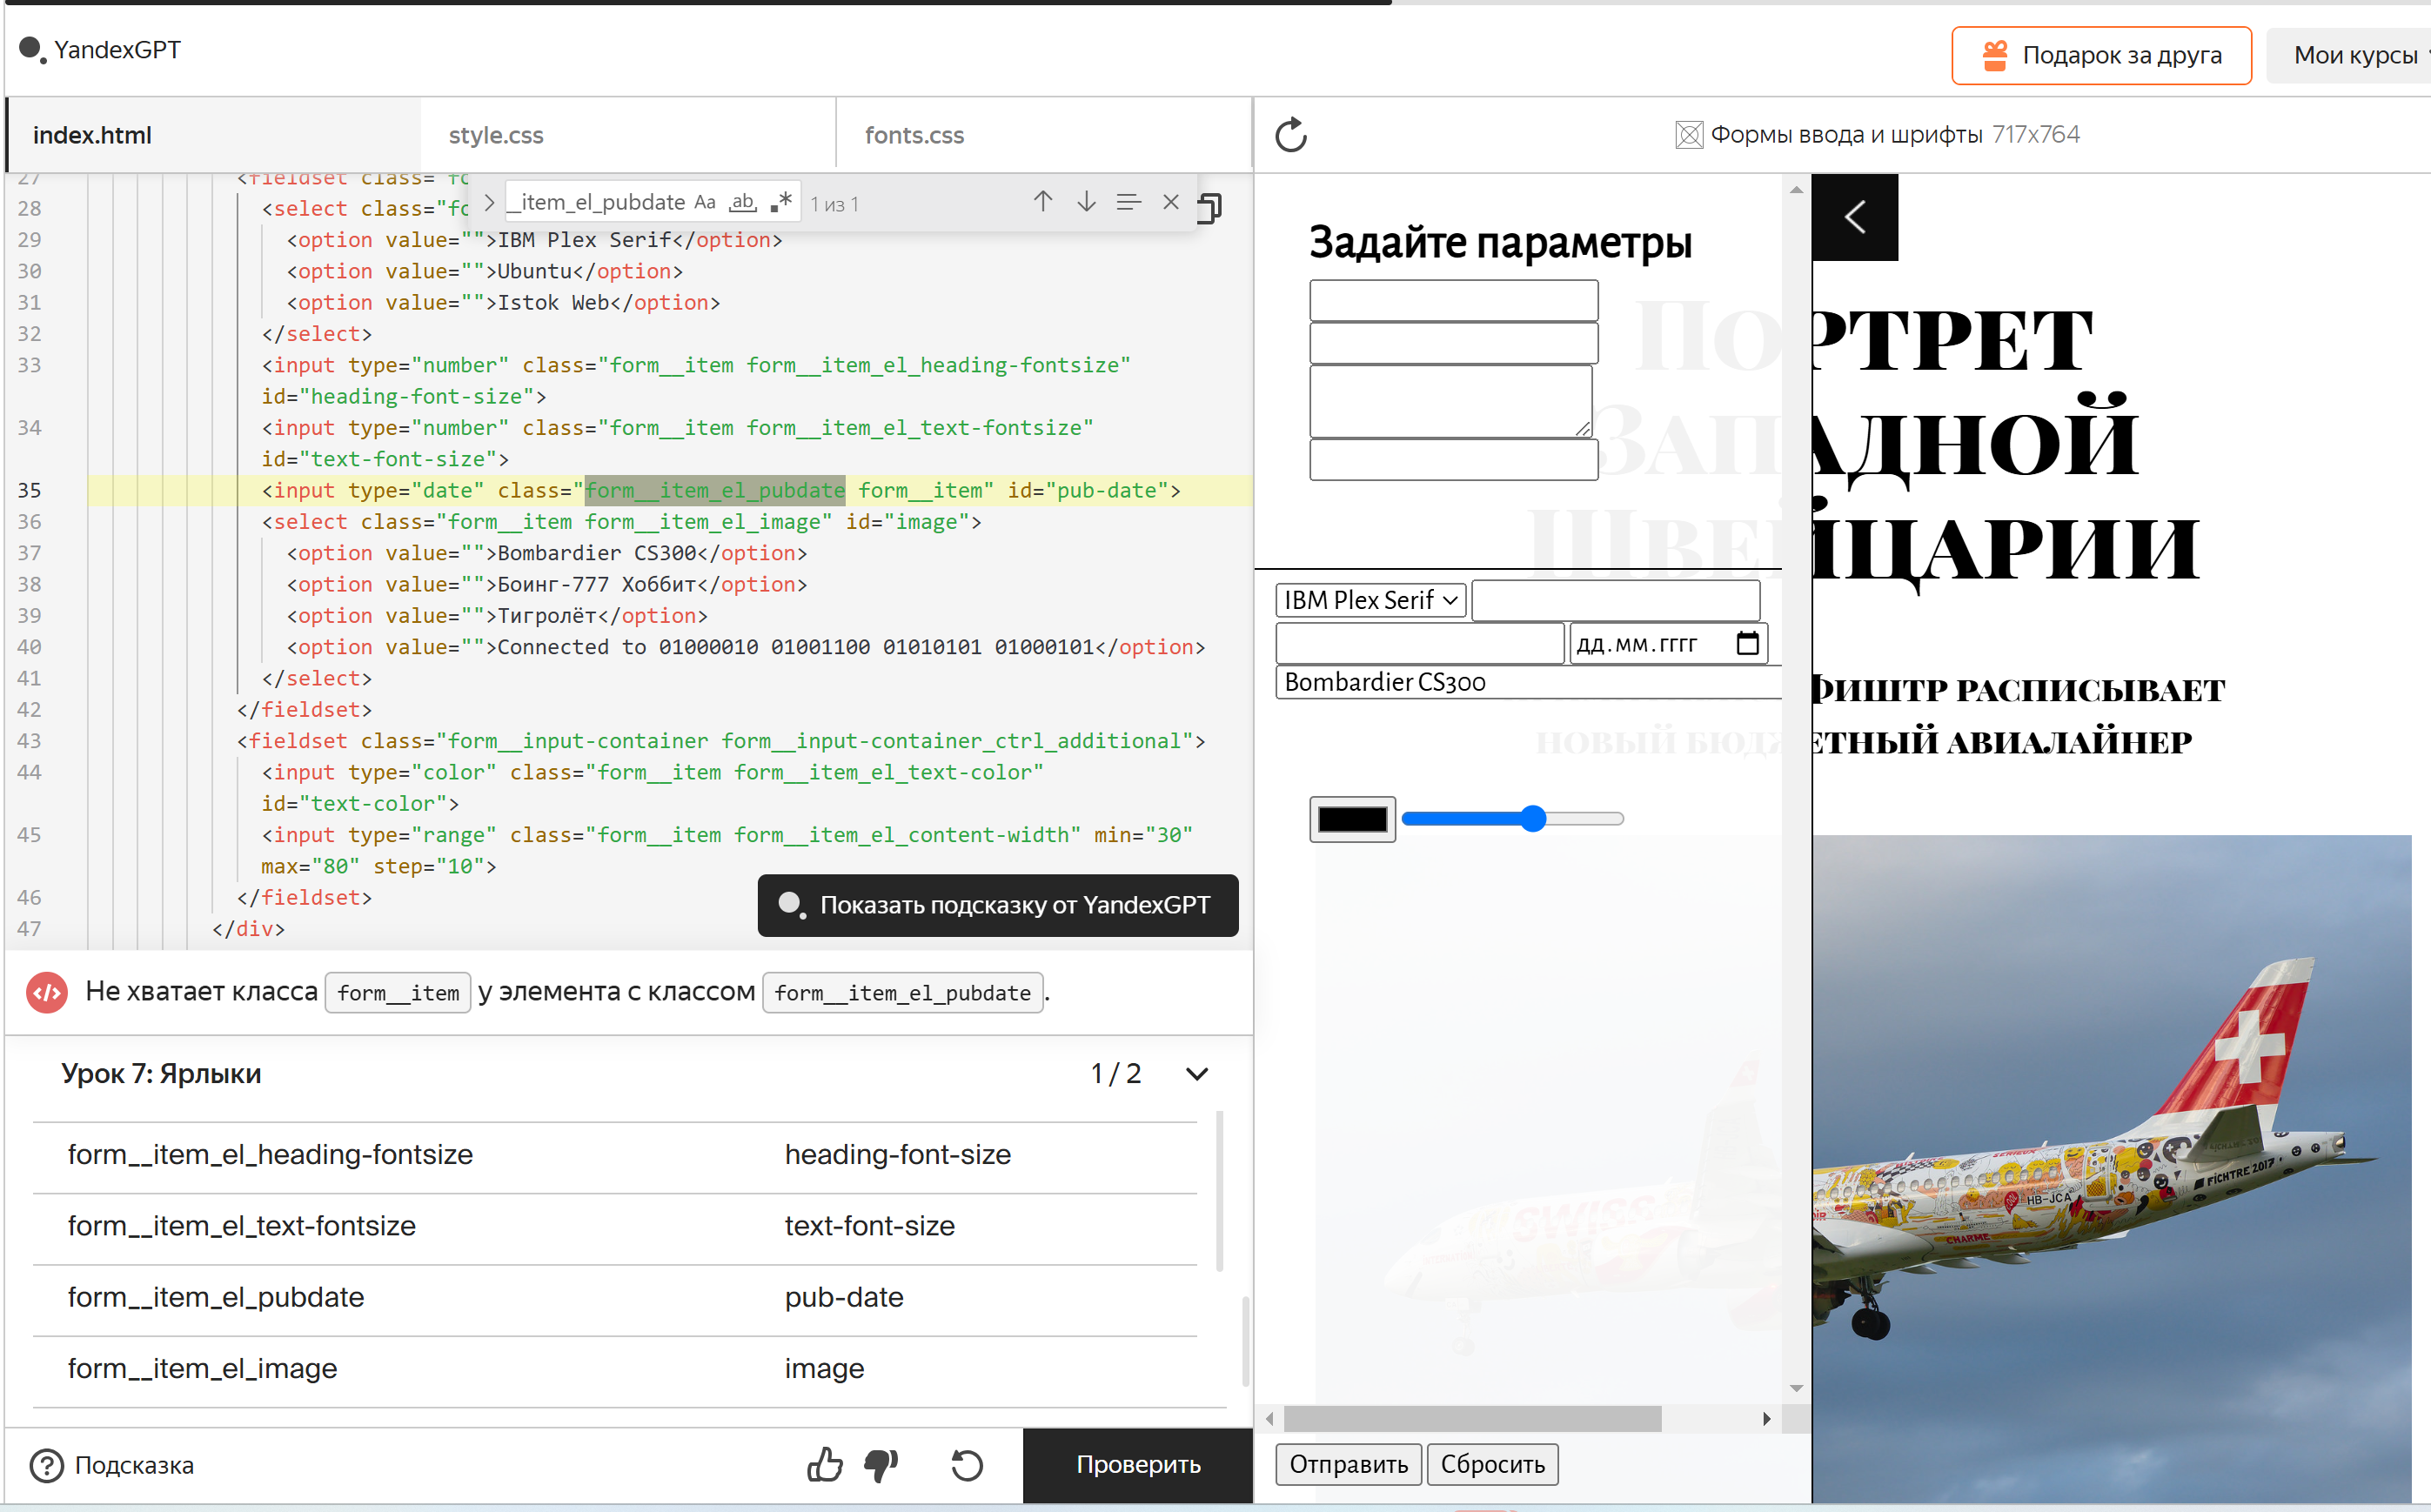 YandexGPT
Подарок за друга
Мои курсы
index.html
style.css
fonts.css
Формы ввода и шрифты 717x764
_item_el_pubdate Aa ab 1 из 1
27 <fieldset class="fo
28 <select class="fo
29 <option value="">IBM Plex Serif</option>
30 <option value="">Ubuntu</option>
31 <option value="">Istok Web</option>
32 </select>
33 <input type="number" class="form__item form__item_el_heading-fontsize"
id="heading-font-size">
34 <input type="number" class="form__item form__item_el_text-fontsize"
id="text-font-size">
35 <input type="date" class="form__item_el_pubdate form__item" id="pub-date">
36 <select class="form__item form__item_el_image" id="image">
37 <option value="">Bombardier CS300</option>
38 <option value="">Боинг-777 Хоббит</option>
39 <option value="">Тигролёт</option>
40 <option value="">Connected to 01000010 01001100 01010101 01000101</option>
41 </select>
42 </fieldset>
43 <fieldset class="form__input-container form__input-container_ctrl_additional">
44 <input type="color" class="form__item form__item_el_text-color"
id="text-color">
45 <input type="range" class="form__item form__item_el_content-width" min="30"
max="80" step="10">
46 </fieldset>
47 </div>
Показать подсказку от YandexGPT
Не хватает класса form__item у элемента с классом form__item_el_pubdate.
Урок 7: Ярлыки 1 / 2
form__item_el_heading-fontsize heading-font-size
form__item_el_text-fontsize text-font-size
form__item_el_pubdate pub-date
form__item_el_image image
Подсказка
Проверить
Задайте параметры
IBM Plex Serif
дд.мм.гггг
Bombardier CS300
Отправить
Сбросить
Портрет
Западной
Швейцарии
Фиштр расписывает
новый бюджетный авиалайнер
SWISS
CHARME
HB-JCA
FICHTRE 2017